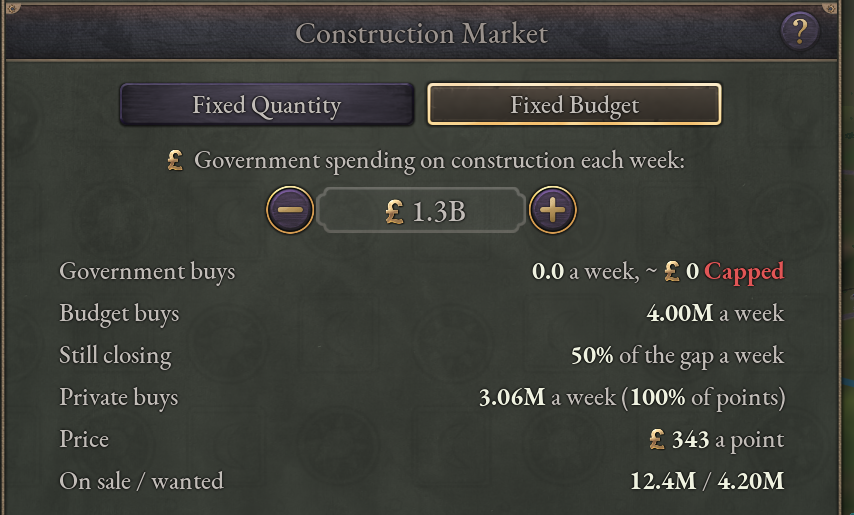 Construction Market
?
Fixed Quantity Fixed Budget
£ Government spending on construction each week:
£ 1.3B
Government buys 0.0 a week, ~ £ 0 Capped
Budget buys 4.00M a week
Still closing 50% of the gap a week
Private buys 3.06M a week (100% of points)
Price £ 343 a point
On sale / wanted 12.4M / 4.20M